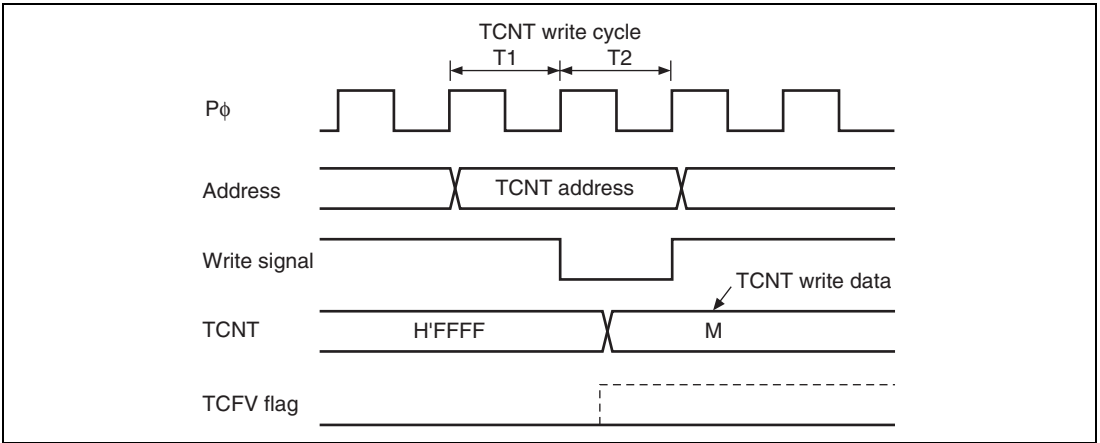 TCNT write cycle
T1 T2
Pϕ
Address TCNT address
Write signal
TCNT write data
TCNT H'FFFF M
TCFV flag